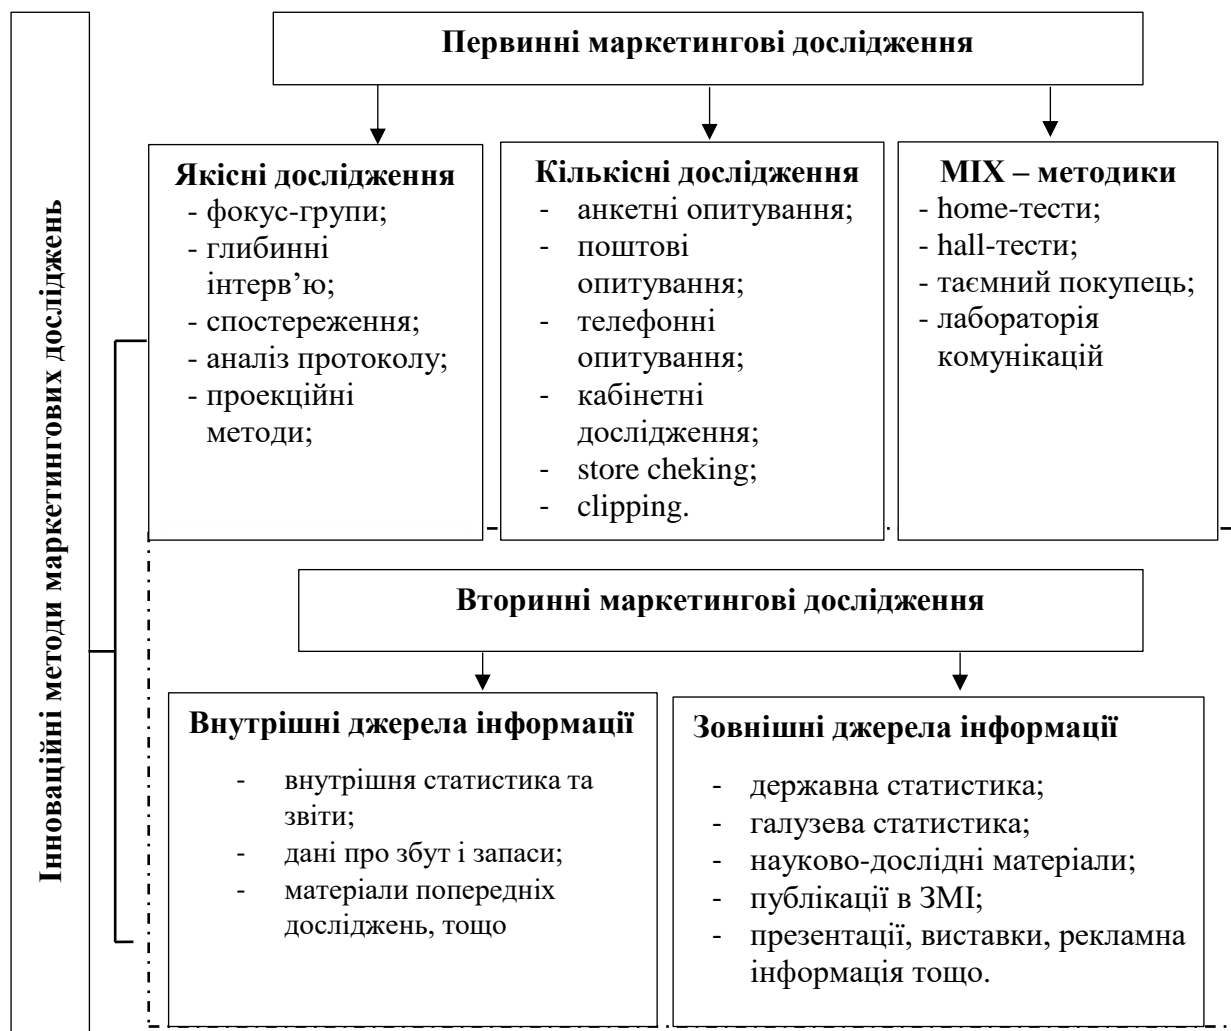 Інноваційні методи маркетингових досліджень
Первинні маркетингові дослідження
Якісні дослідження
- фокус-групи;
- глибинні
інтерв’ю;
- спостереження;
- аналіз протоколу;
- проекційні
методи;
Кількісні дослідження
- анкетні опитування;
- поштові
опитування;
- телефонні
опитування;
- кабінетні
дослідження;
- store cheking;
- clipping.
MIX – методики
- home-тести;
- hall-тести;
- таємний покупець;
- лабораторія
комунікацій
Вторинні маркетингові дослідження
Внутрішні джерела інформації
- внутрішня статистика та
звіти;
- дані про збут і запаси;
- матеріали попередніх
досліджень, тощо
Зовнішні джерела інформації
- державна статистика;
- галузева статистика;
- науково-дослідні матеріали;
- публікації в ЗМІ;
- презентації, виставки, рекламна
інформація тощо.